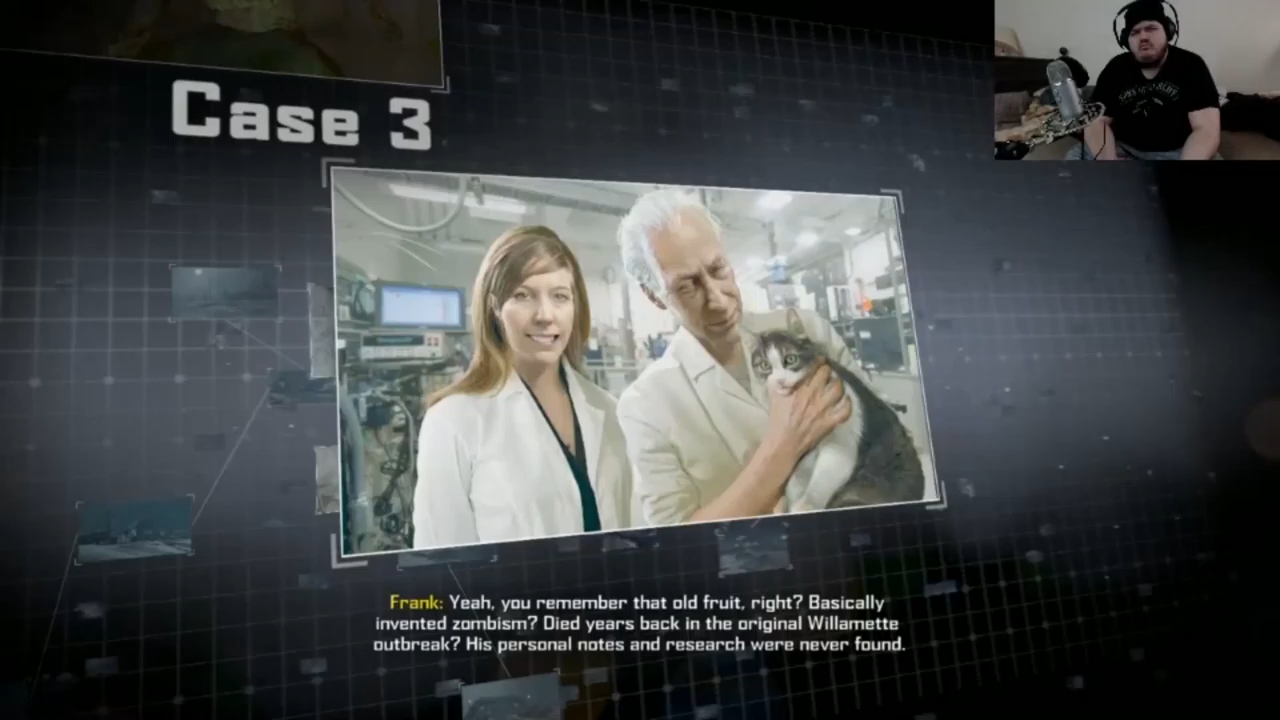 Case 3
Frank: Yeah, you remember that old fruit, right? Basically
invented zombism? Died years back in the original Willamette
outbreak? His personal notes and research were never found.